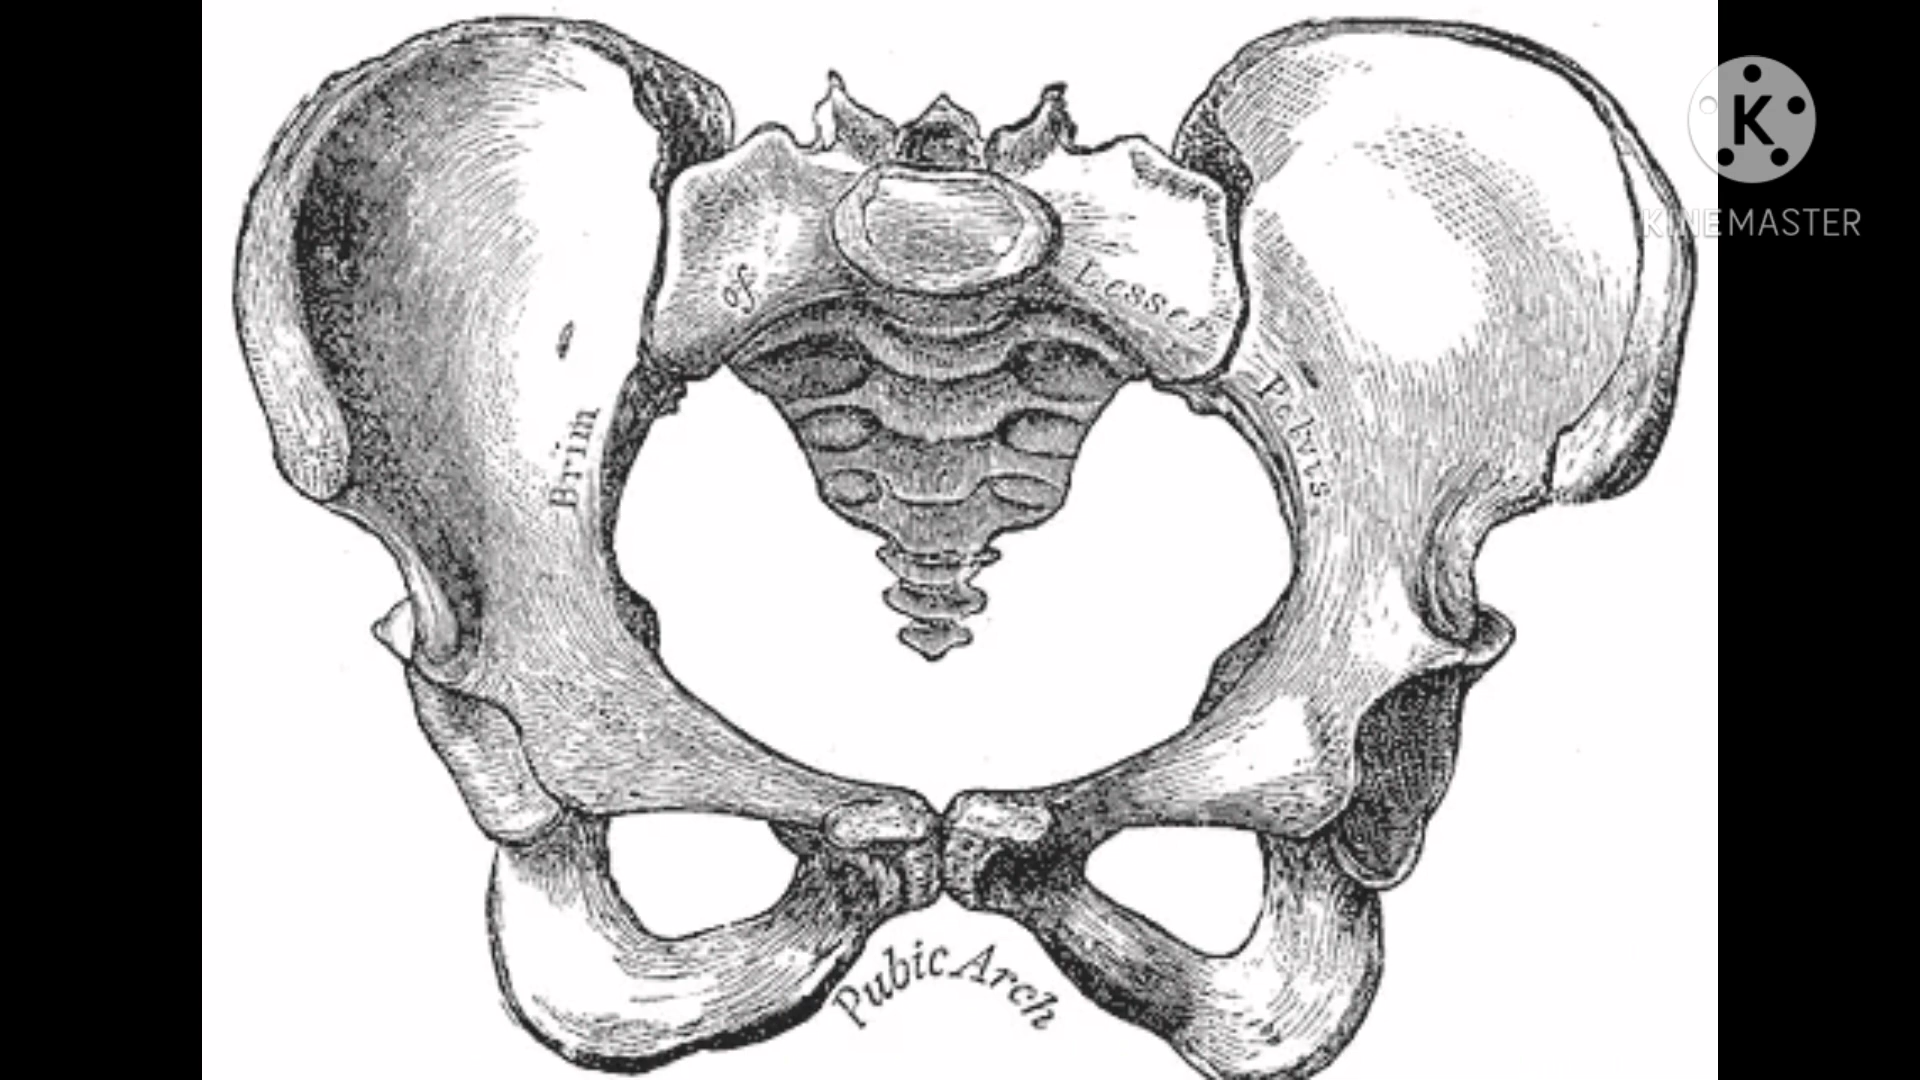 Brim
of
Lesser
Pelvis.
Pubic Arch
K
KINEMASTER